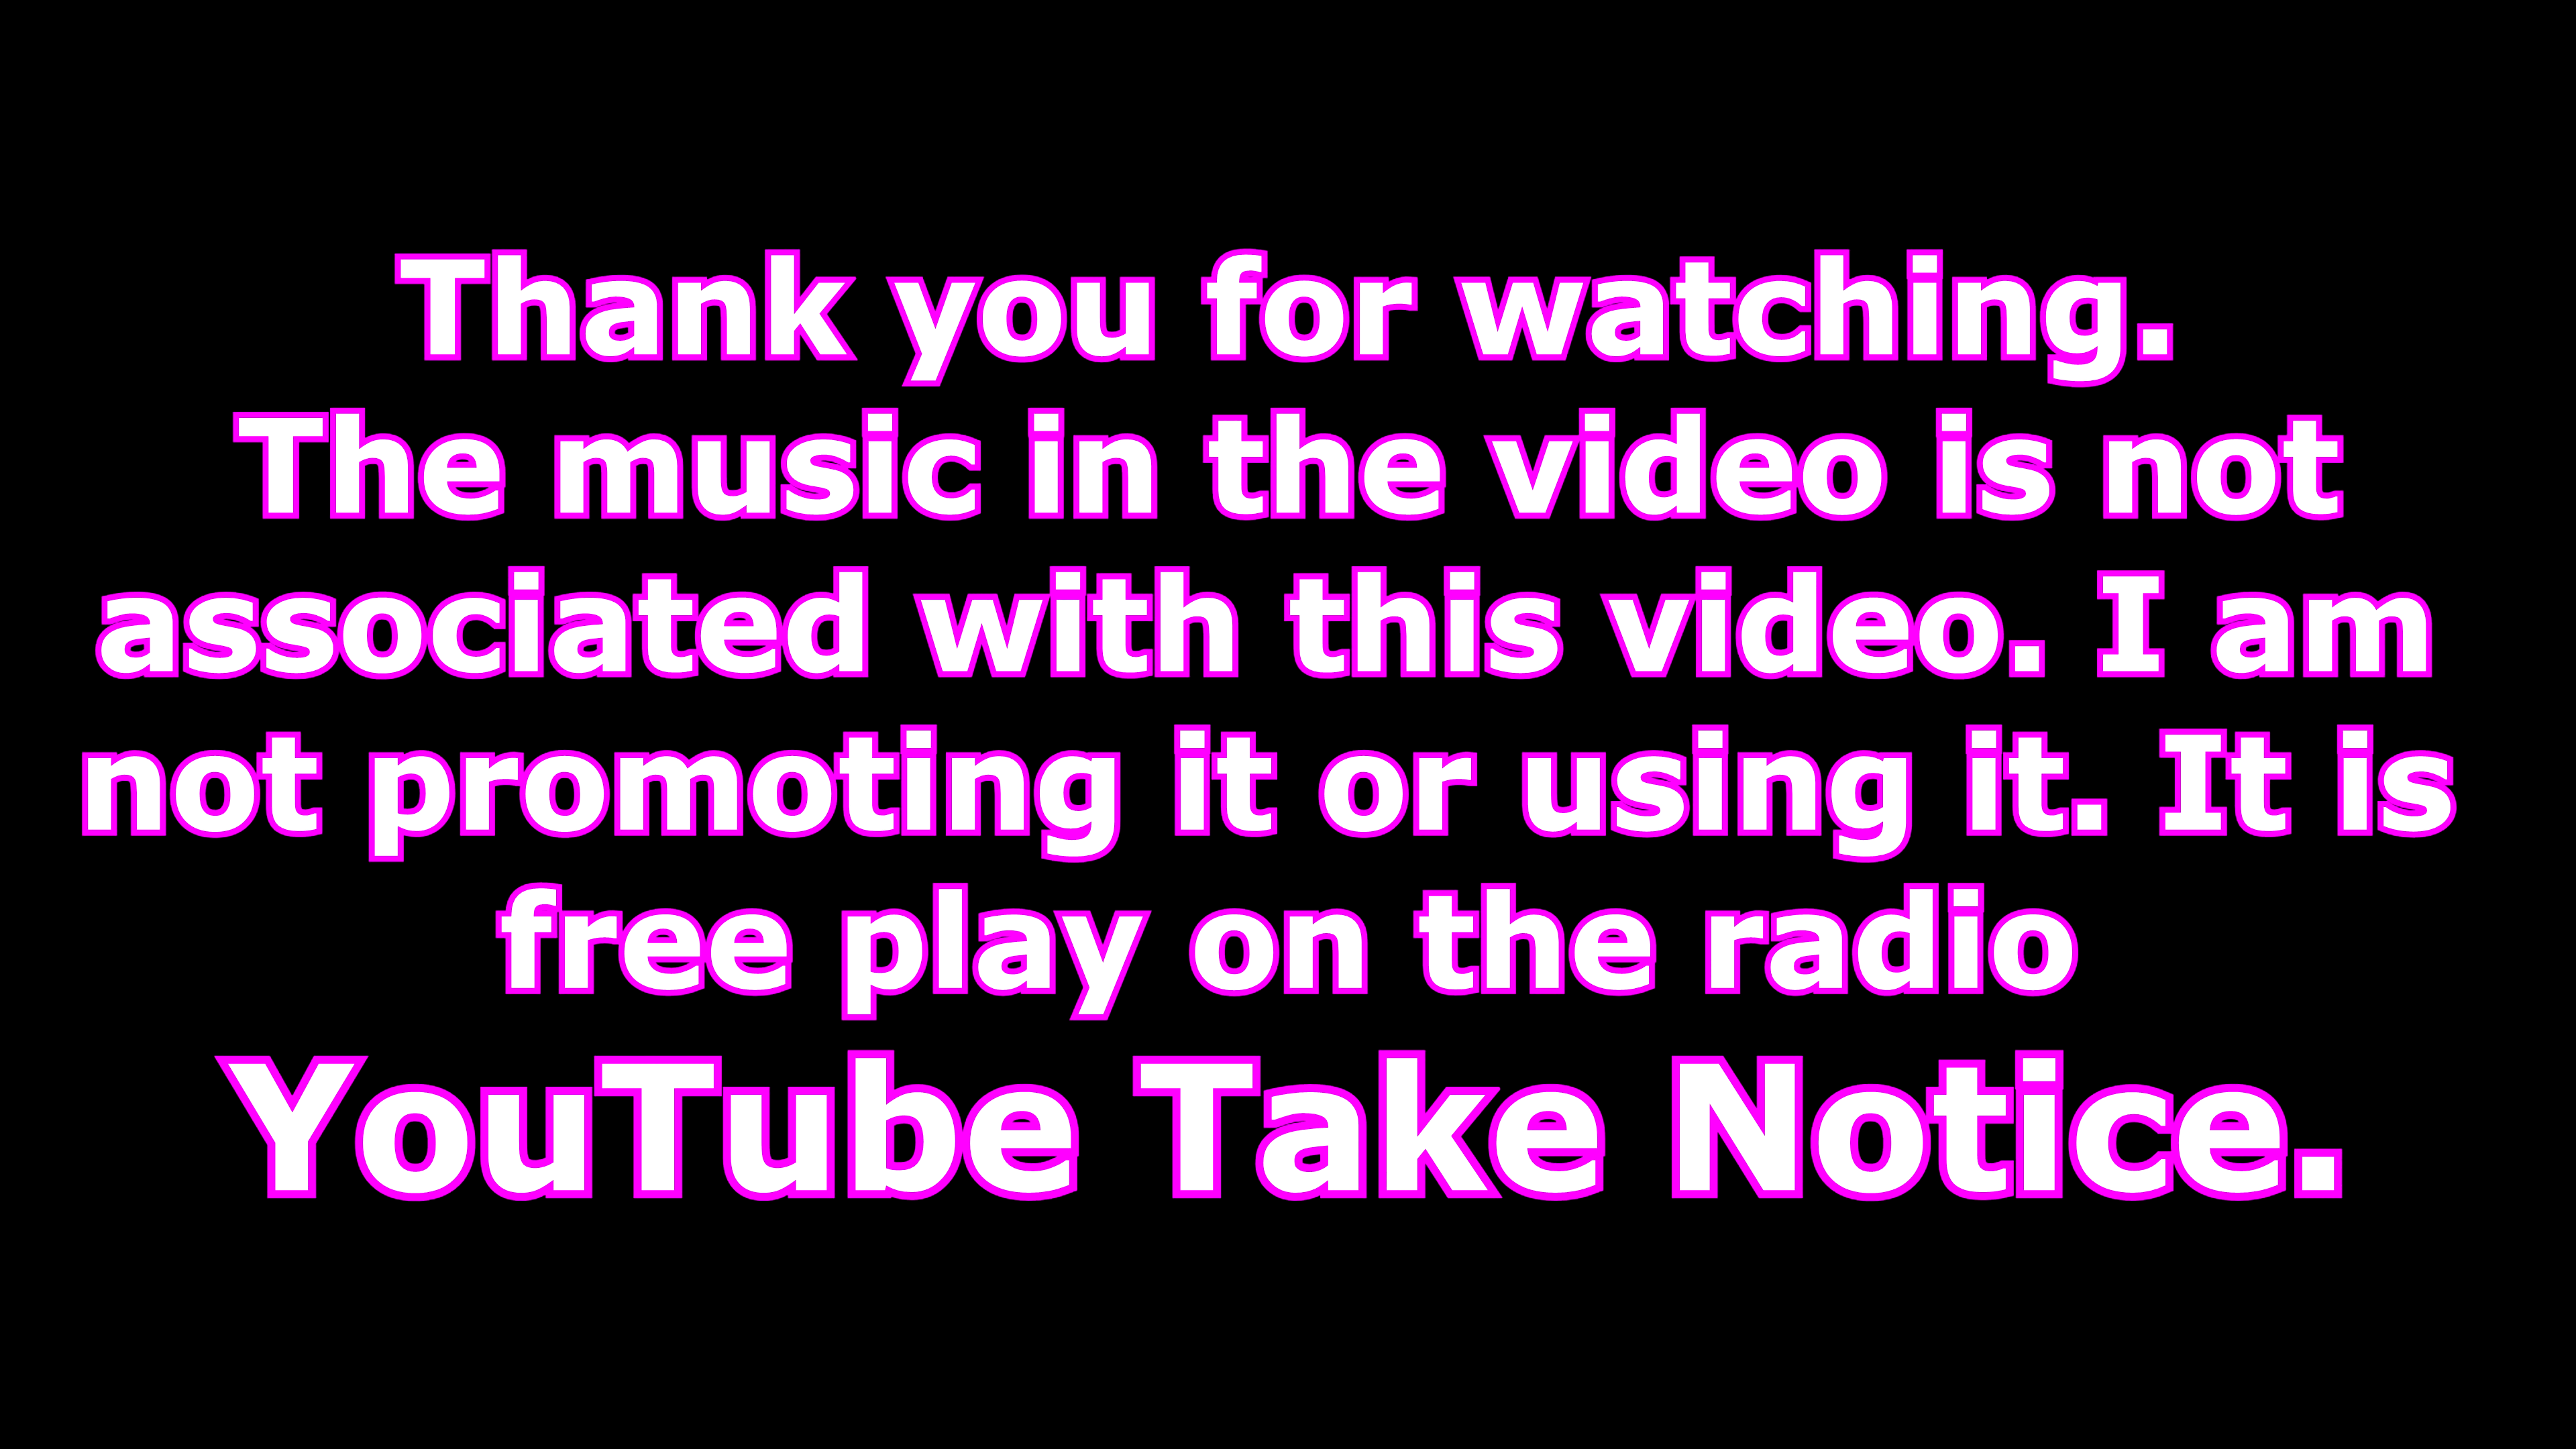 Thank you for watching.
The music in the video is not
associated with this video. I am
not promoting it or using it. It is
free play on the radio
YouTube Take Notice.